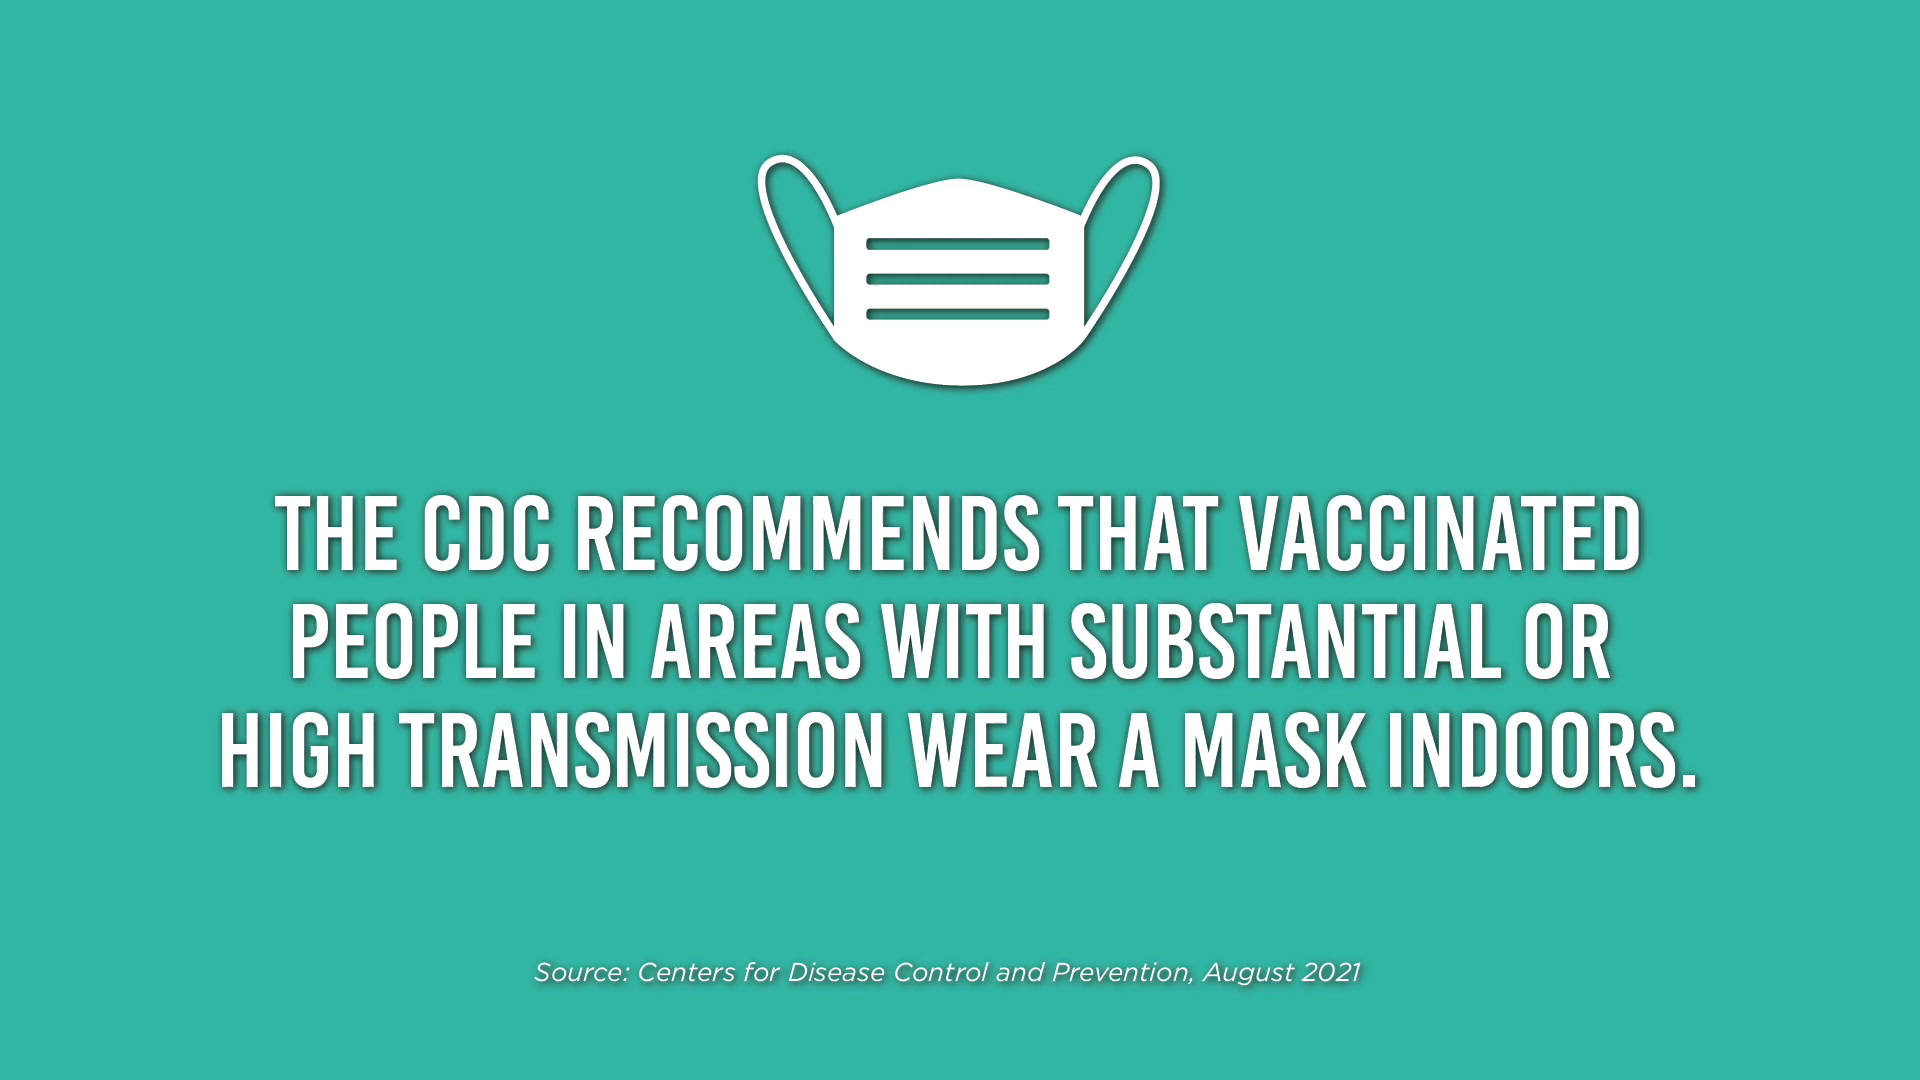 THE CDC RECOMMENDS THAT VACCINATED
PEOPLE IN AREAS WITH SUBSTANTIAL OR
HIGH TRANSMISSION WEAR A MASK INDOORS.
Source: Centers for Disease Control and Prevention, August 2021